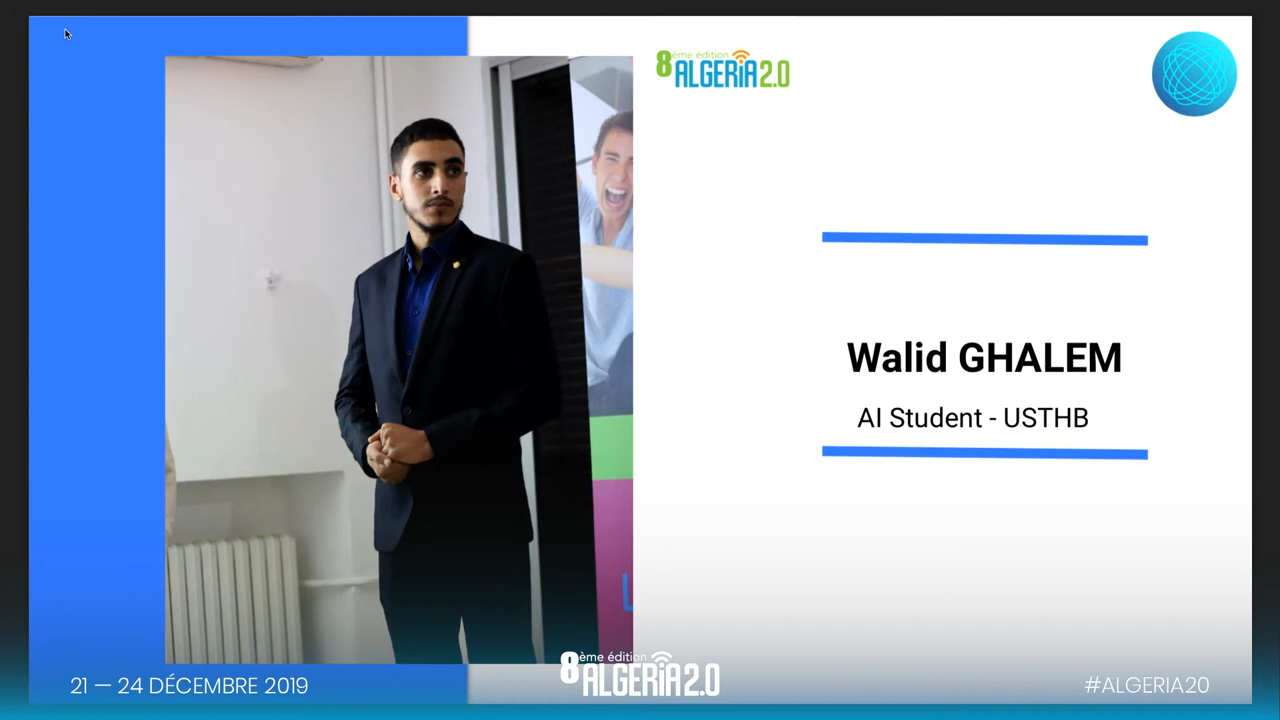 8ème édition
ALGERiA2.0
Walid GHALEM
AI Student - USTHB
L
8ème édition
ALGERiA2.0
21 — 24 DÉCEMBRE 2019
#ALGERIA20